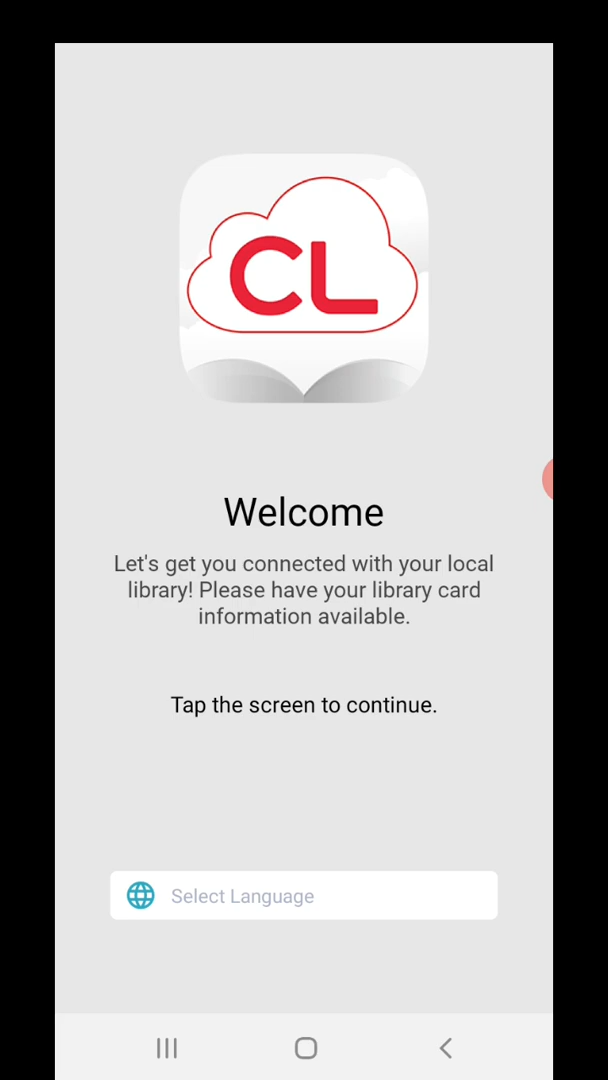 CL
Welcome
Let's get you connected with your local
library! Please have your library card
information available.
Tap the screen to continue.
Select Language